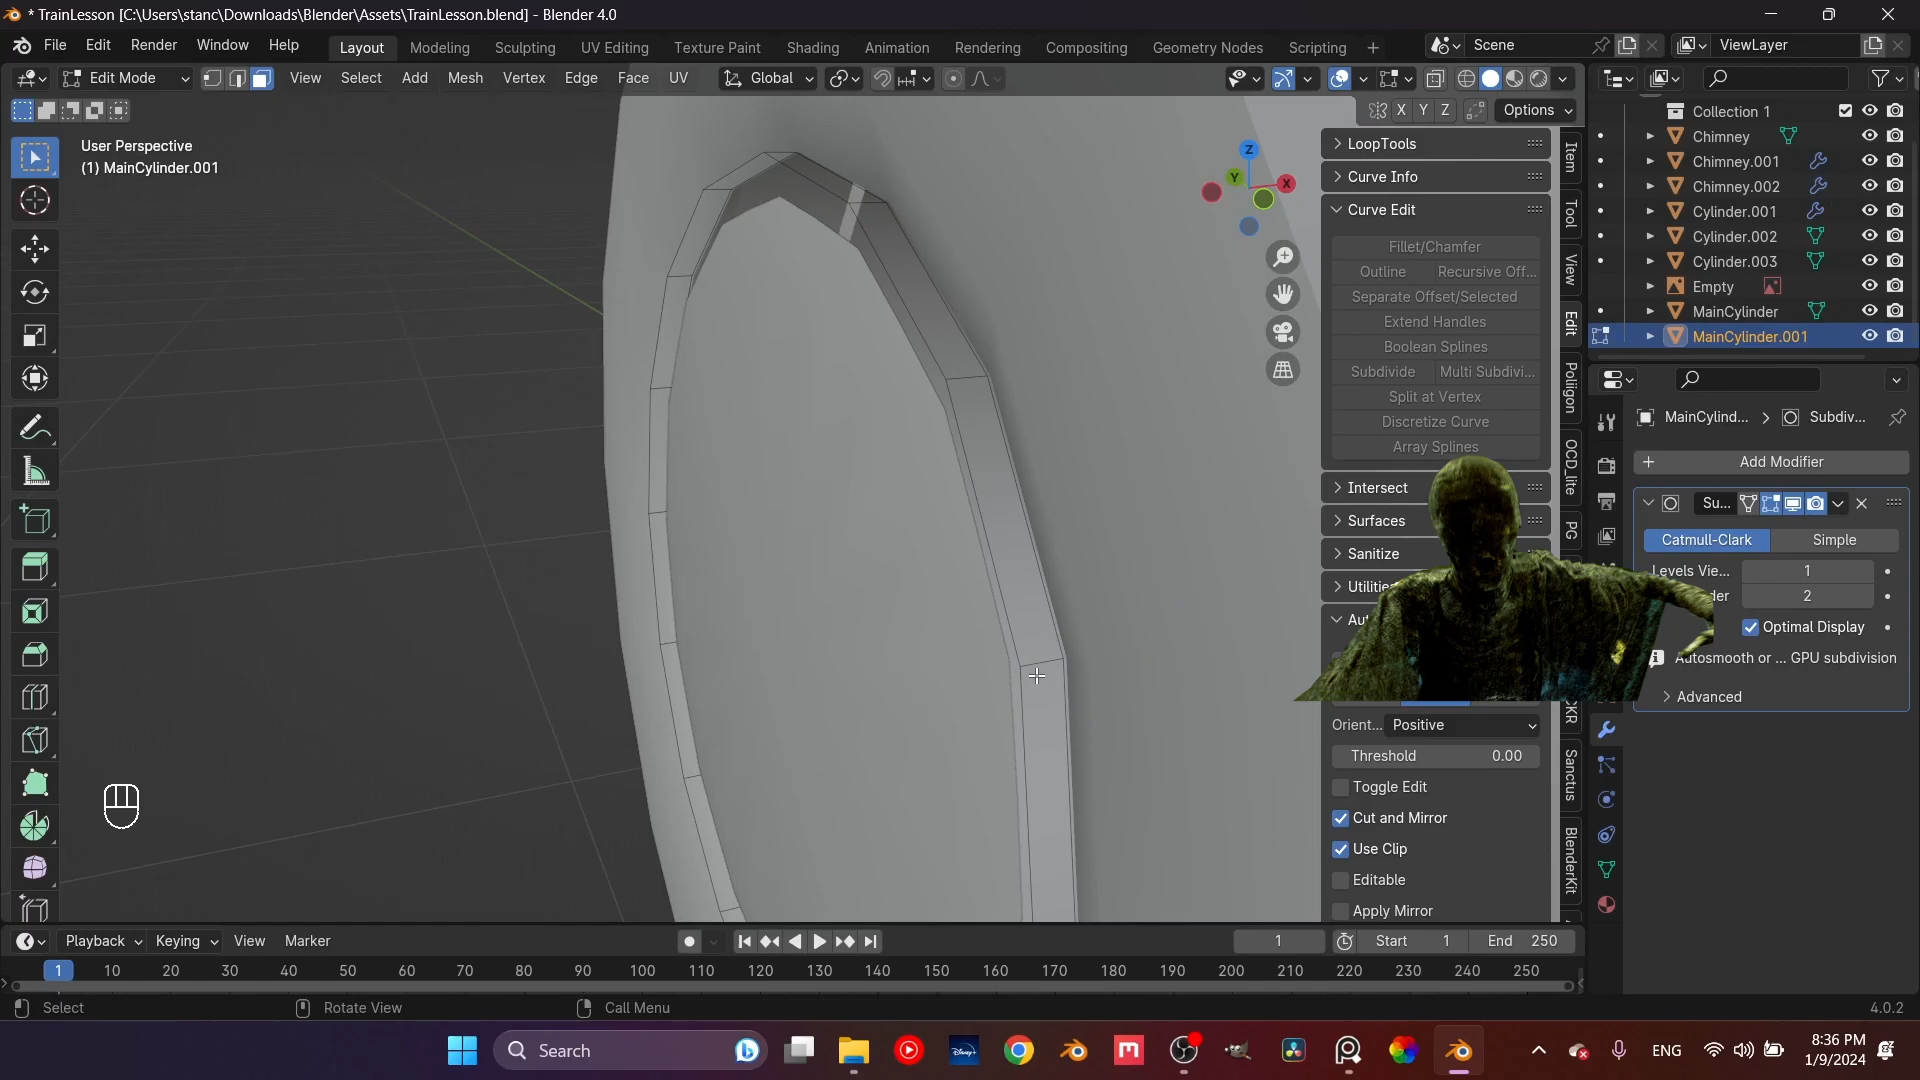 * TrainLesson [C:\Users\stanc\Downloads\Blender\Assets\TrainLesson.blend] - Blender 4.0
File Edit Render Window Help Layout Modeling Sculpting UV Editing Texture Paint Shading Animation Rendering Compositing Geometry Nodes Scripting + Scene ViewLayer
Edit Mode View Select Add Mesh Vertex Edge Face UV Global
X Y Z Options
User Perspective
(1) MainCylinder.001
Z
Y
X
LoopTools
Curve Info
Curve Edit
Fillet/Chamfer
Outline Recursive Off...
Separate Offset/Selected
Extend Handles
Boolean Splines
Subdivide Multi Subdivi...
Split at Vertex
Discretize Curve
Array Splines
Intersect
Surfaces
Sanitize
Utilitie
Au
Orient... Positive
Threshold 0.00
Toggle Edit
Cut and Mirror
Use Clip
Editable
Apply Mirror
Item
Tool
View
Edit
Poliigon
OCD_lite
PG
CKR
Sanctus
BlenderKit
Collection 1
Chimney
Chimney.001
Chimney.002
Cylinder.001
Cylinder.002
Cylinder.003
Empty
MainCylinder
MainCylinder.001
MainCylind... Subdiv...
Add Modifier
Su...
Catmull-Clark Simple
Levels Vie... 1
der 2
Optimal Display
Autosmooth or ... GPU subdivision
Advanced
Playback Keying View Marker 1 Start 1 End 250
1 10 20 30 40 50 60 70 80 90 100 110 120 130 140 150 160 170 180 190 200 210 220 230 240 250
Select Rotate View Call Menu 4.0.2
Search Disney+ ENG 8:36 PM
1/9/2024